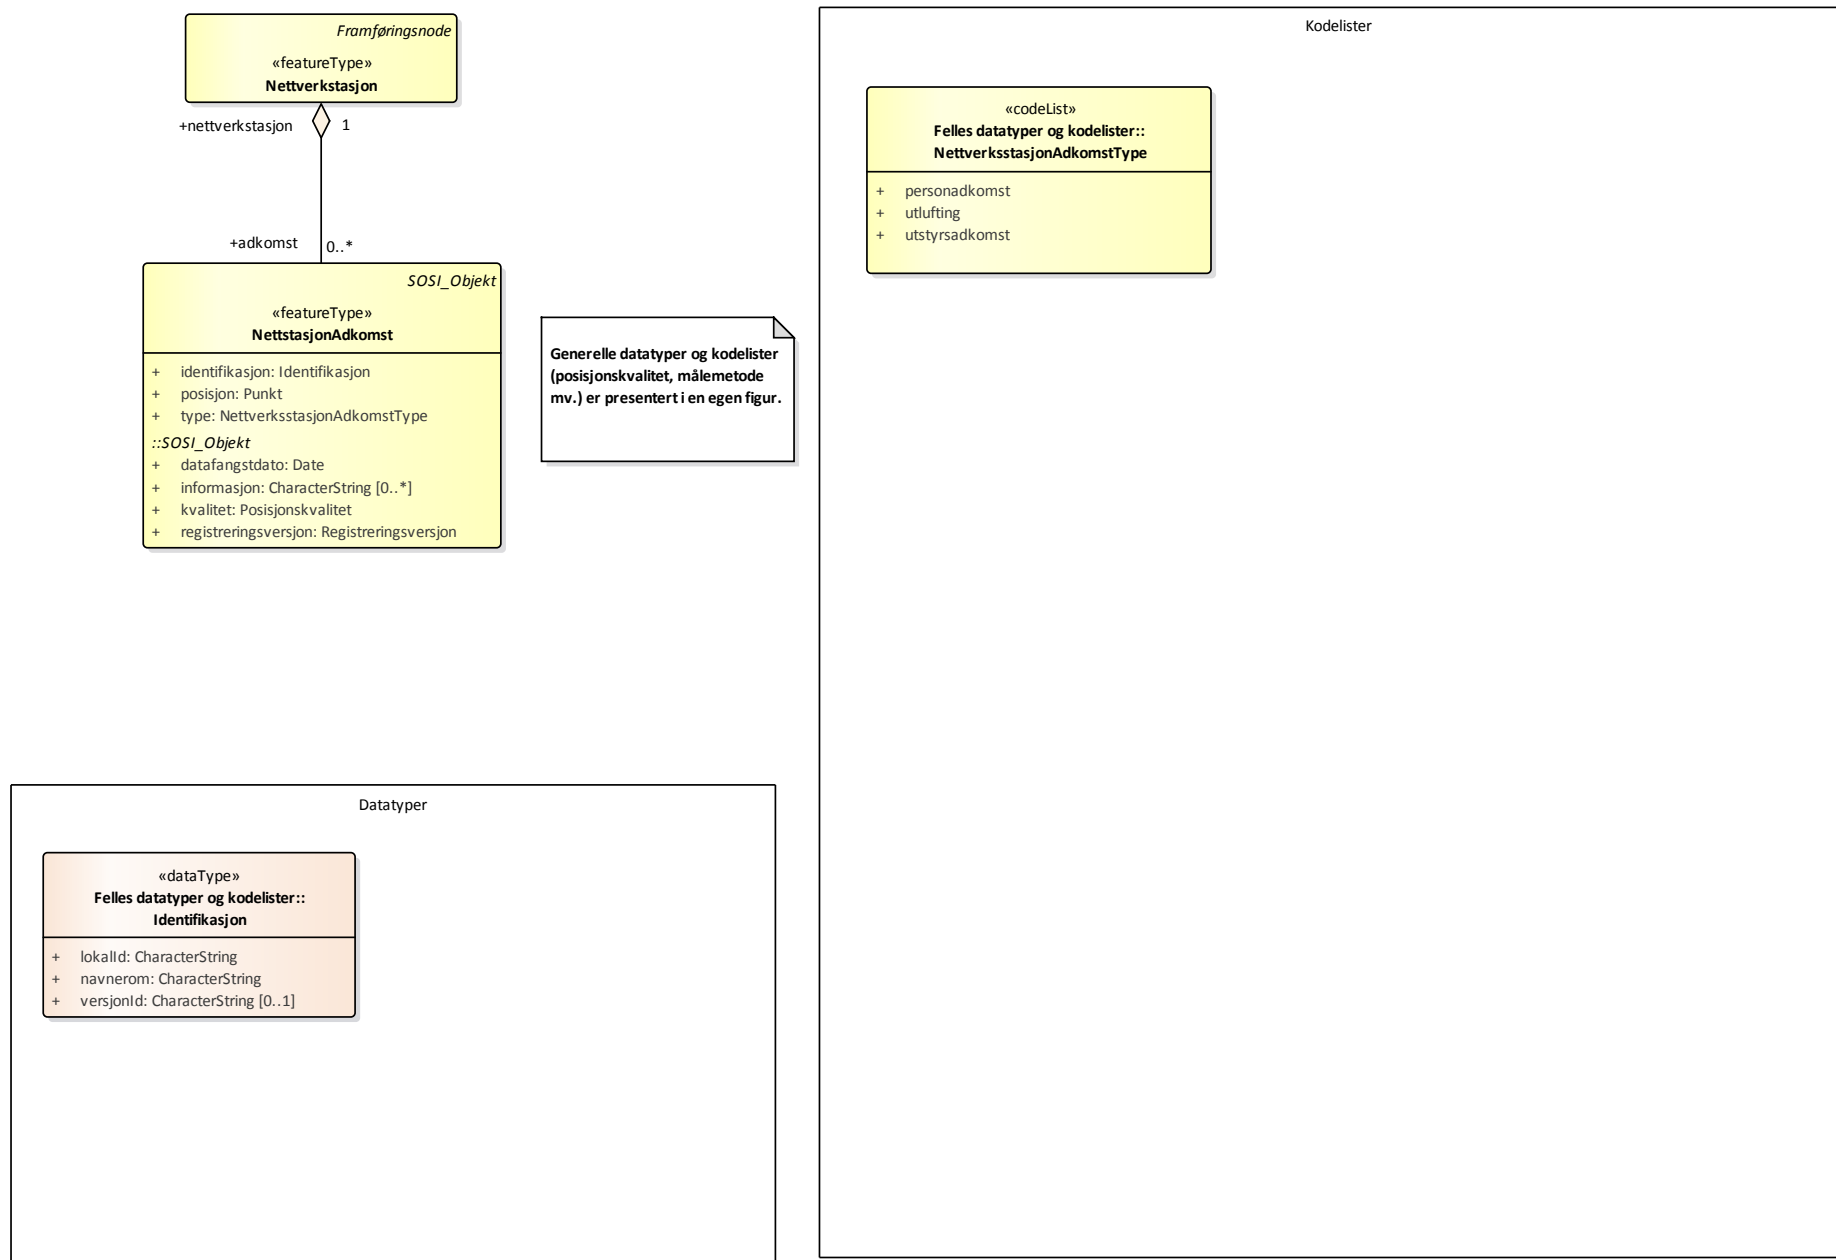 Framføringsnode
«featureType»
Nettverkstasjon
+nettverkstasjon 1
+adkomst 0..*
SOSI_Objekt
«featureType»
NettstasjonAdkomst
+ identifikasjon: Identifikasjon
+ posisjon: Punkt
+ type: NettverksstasjonAdkomstType
::SOSI_Objekt
+ datafangstdato: Date
+ informasjon: CharacterString [0..*]
+ kvalitet: Posisjonskvalitet
+ registreringsversjon: Registreringsversjon
Generelle datatyper og kodelister
(posisjonskvalitet, målemetode
mv.) er presentert i en egen figur.
Kodelister
«codeList»
Felles datatyper og kodelister::
NettverksstasjonAdkomstType
+ personadkomst
+ utlufting
+ utstyrsadkomst
Datatyper
«dataType»
Felles datatyper og kodelister::
Identifikasjon
+ lokalId: CharacterString
+ navnerom: CharacterString
+ versjonId: CharacterString [0..1]